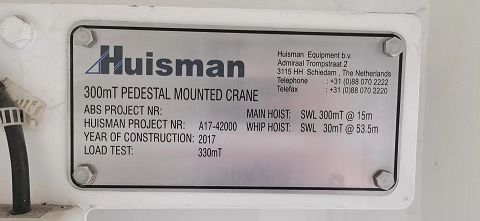 Huisman
Huisman Equipment b.v.
Admiraal Trompstraat 2
3115 HH Schiedam, The Netherlands
Telephone : +31 (0)88 070 2222
Telefax : +31 (0)88 070 2220
300mT PEDESTAL MOUNTED CRANE
ABS PROJECT NR: MAIN HOIST: SWL 300mT @ 15m
HUISMAN PROJECT NR: A17-42000 WHIP HOIST: SWL 30mT @ 53.5m
YEAR OF CONSTRUCTION: 2017
LOAD TEST: 330mT